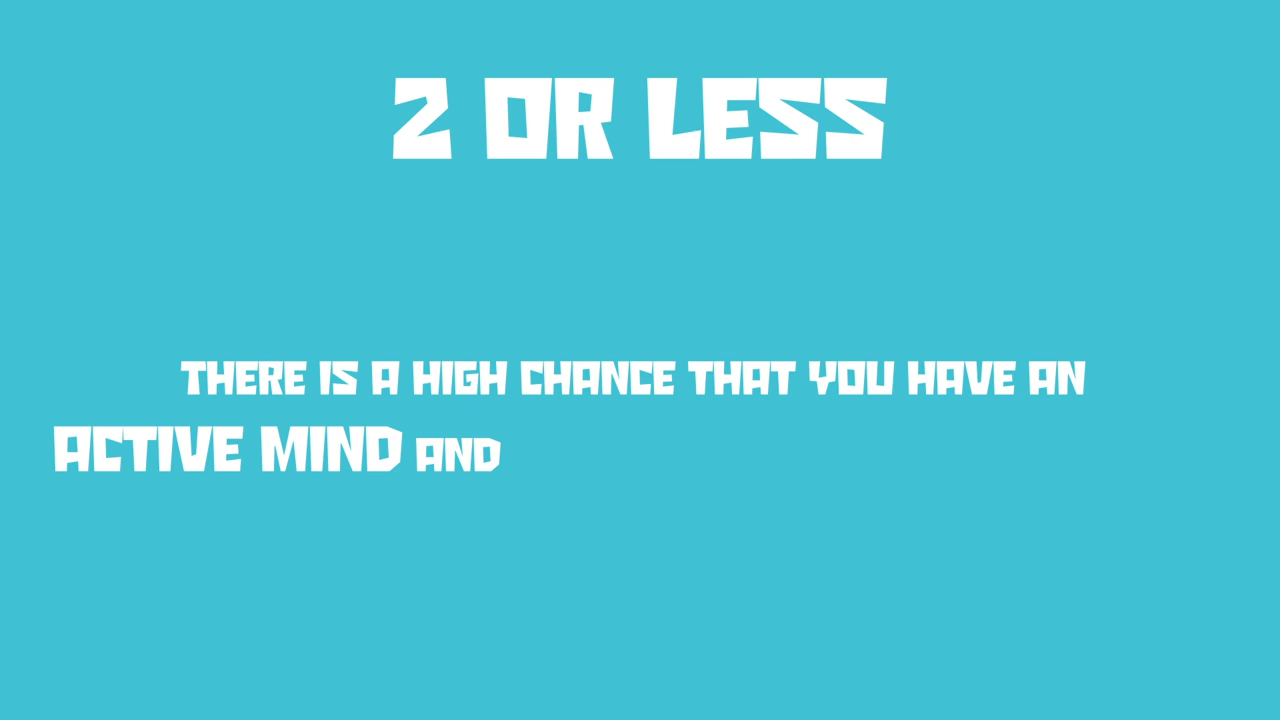 2 OR LESS
THERE IS A HIGH CHANCE THAT YOU HAVE AN
ACTIVE MIND AND